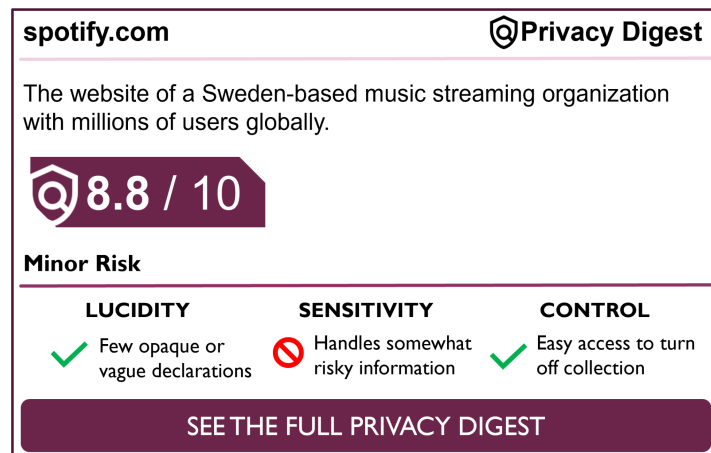 spotify.com
Privacy Digest
The website of a Sweden-based music streaming organization
with millions of users globally.
8.8 / 10
Minor Risk
LUCIDITY
Few opaque or
vague declarations
SENSITIVITY
Handles somewhat
risky information
CONTROL
Easy access to turn
off collection
SEE THE FULL PRIVACY DIGEST